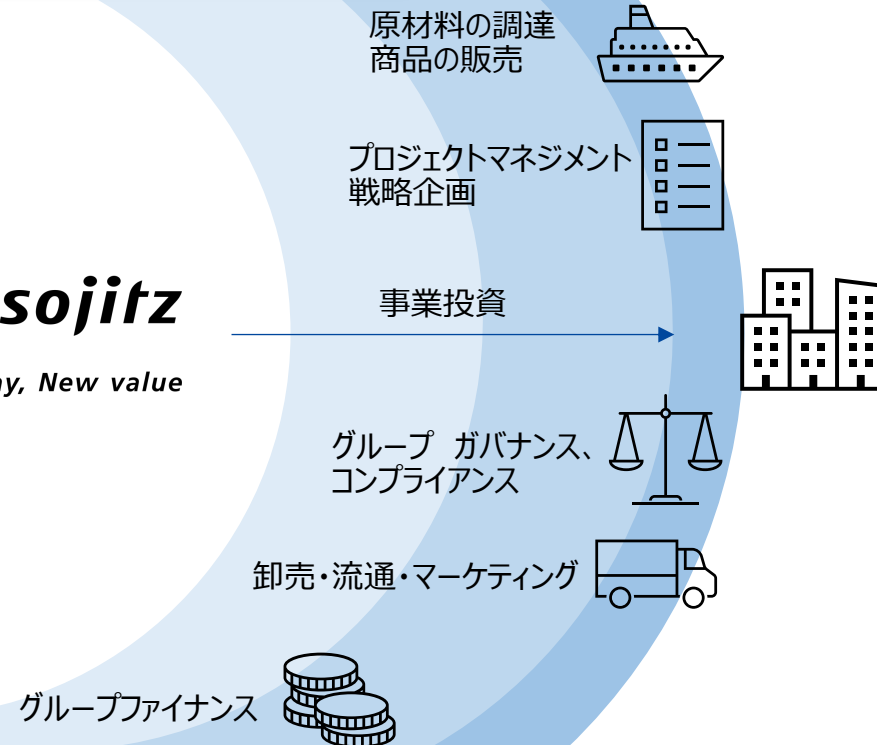 原材料の調達
商品の販売
プロジェクトマネジメント
戦略企画
sojitz
事業投資
New value
グループ ガバナンス、
コンプライアンス
卸売・流通・マーケティング
グループファイナンス